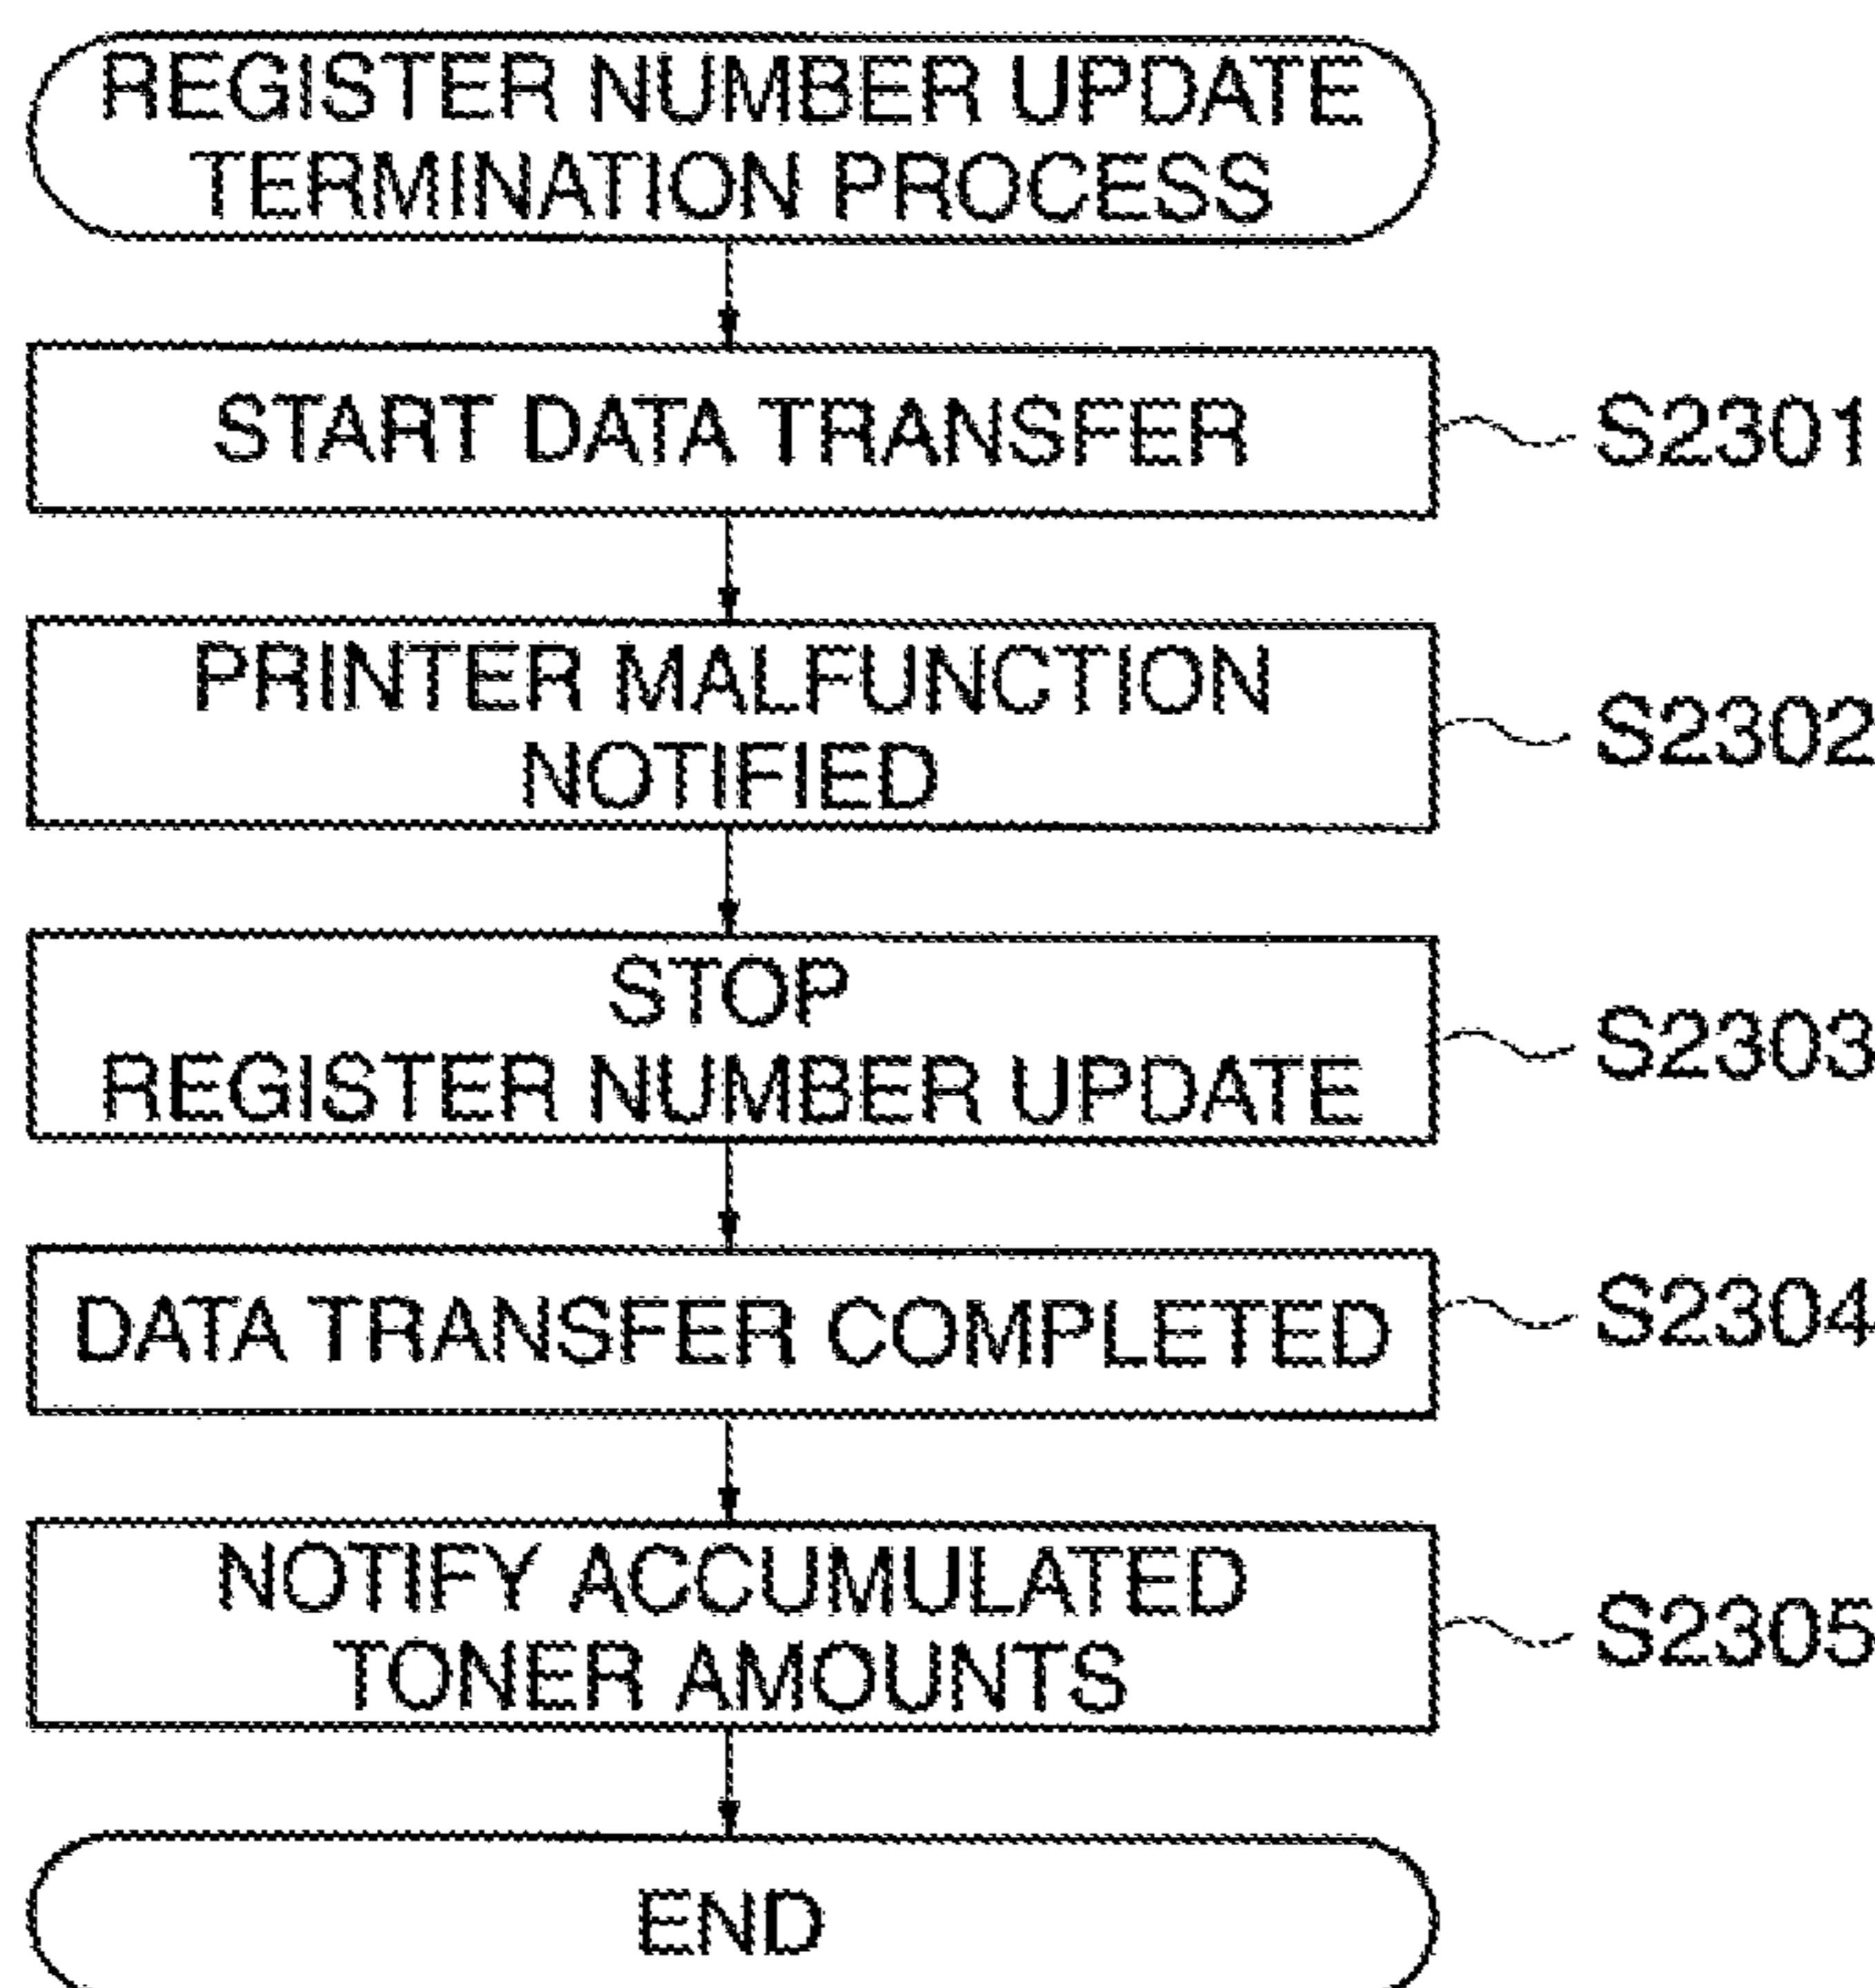 REGISTER NUMBER UPDATE
TERMINATION PROCESS
START DATA TRANSFER
S2301
PRINTER MALFUNCTION
NOTIFIED
S2302
STOP
REGISTER NUMBER UPDATE
S2303
DATA TRANSFER COMPLETED
S2304
NOTIFY ACCUMULATED
TONER AMOUNTS
S2305
END